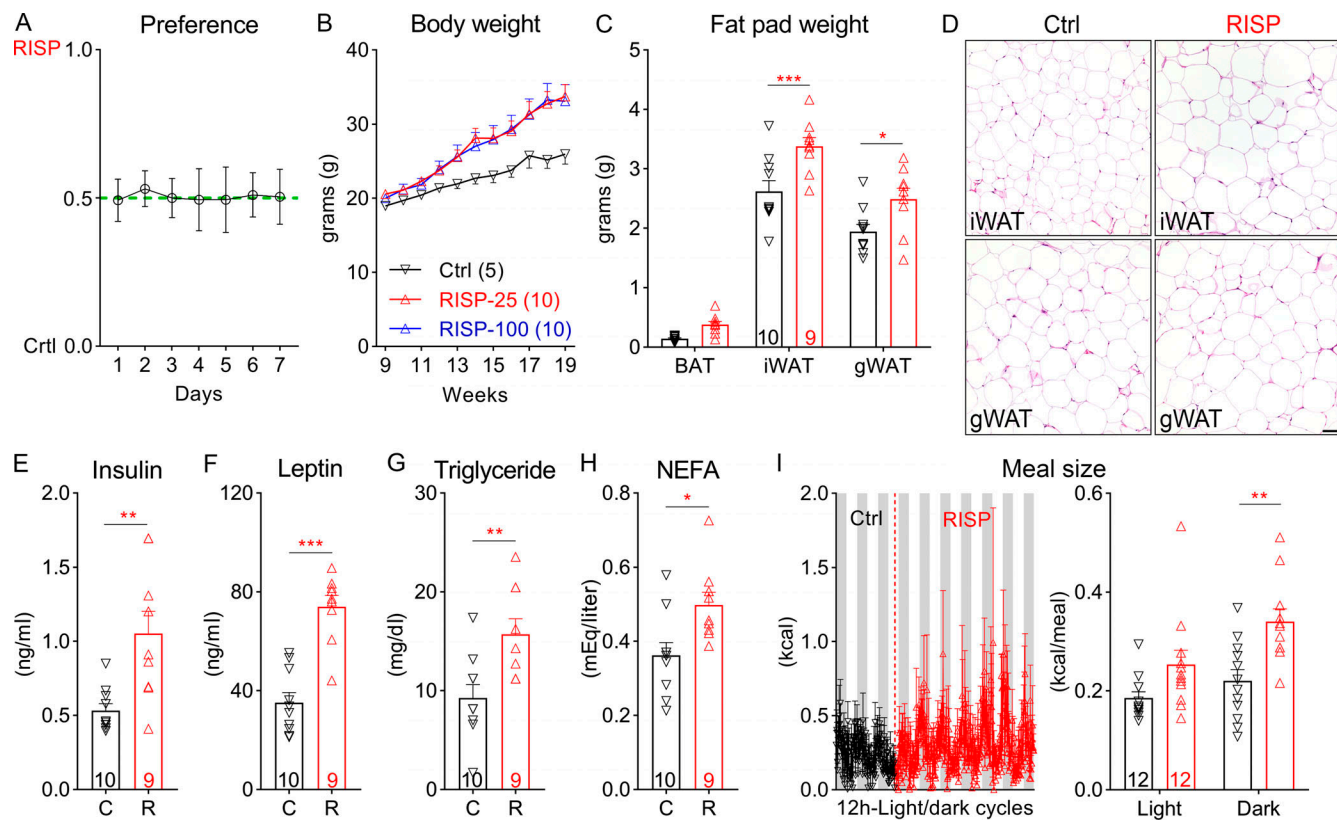 A
Preference
RISP
1.0
0.5
Crtl
0.0
1 2 3 4 5 6 7
Days
B
Body weight
grams (g)
40
30
20
10
0
Ctrl (5)
RISP-25 (10)
RISP-100 (10)
9 11 13 15 17 19
Weeks
C
Fat pad weight
grams (g)
5
4
3
2
1
0
***
*
10
9
BAT iWAT gWAT
D
Ctrl
RISP
iWAT
iWAT
gWAT
gWAT
E
Insulin
(ng/ml)
2.0
1.5
1.0
0.5
0.0
**
10
9
C R
F
Leptin
(ng/ml)
120
80
40
0
***
10
9
C R
G
Triglyceride
(mg/dl)
30
20
10
0
**
10
9
C R
H
NEFA
(mEq/liter)
0.8
0.6
0.4
0.2
0.0
*
10
9
C R
I
Meal size
(kcal)
2.0
1.5
1.0
0.5
0.0
Ctrl
RISP
12h-Light/dark cycles
(kcal/meal)
0.6
0.4
0.2
0.0
**
12
12
Light Dark